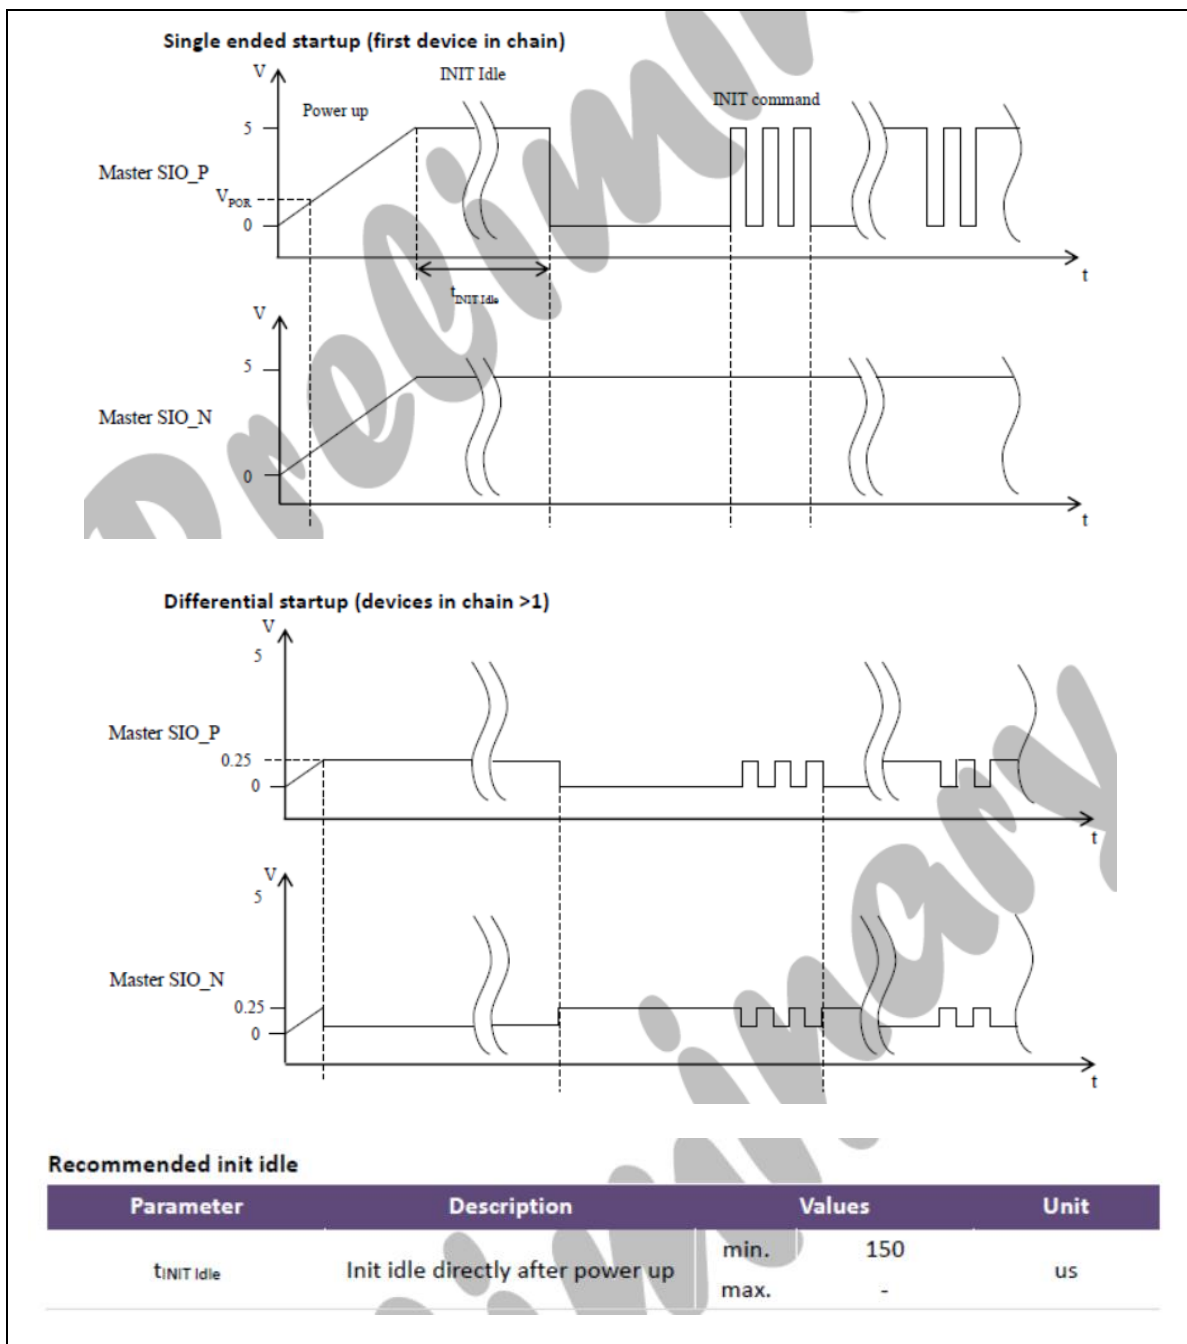 Single ended startup (first device in chain)
V
INIT Idle
Power up
INIT command
5
Master SIO_P
VPOR
0
t
tINIT Idle
V
5
Master SIO_N
0
t
Preliminary
Differential startup (devices in chain >1)
V
5
Master SIO_P
0.25
0
t
V
5
Master SIO_N
0.25
0
t
Recommended init idle
Parameter Description Values Unit
tINIT Idle Init idle directly after power up min. 150 us
max. -